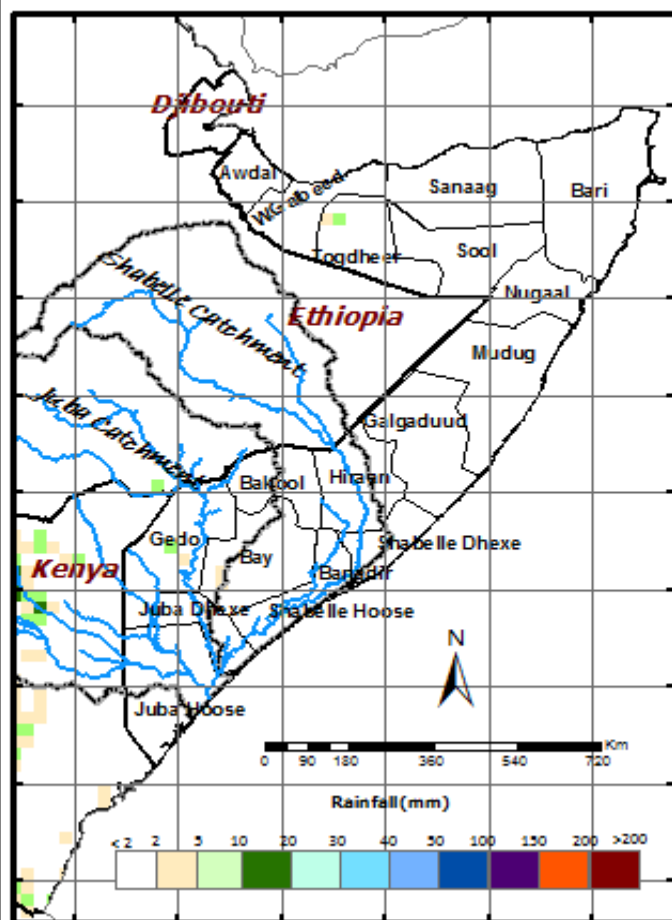 Djibouti
Awdal
W.Galbeed
Sanaag
Bari
Togdheer
Sool
Shabelle Catchment
Ethiopia
Nugaal
Mudug
Juba Catchment
Galgaduud
Bakool
Hiraan
Gedo
Bay
Shabelle Dhexe
Kenya
Banadir
Juba Dhexe
Shabelle Hoose
N
Juba Hoose
Km
0 90 180 360 540 720
Rainfall(mm)
<2 2 5 10 20 30 40 50 100 150 200 >200